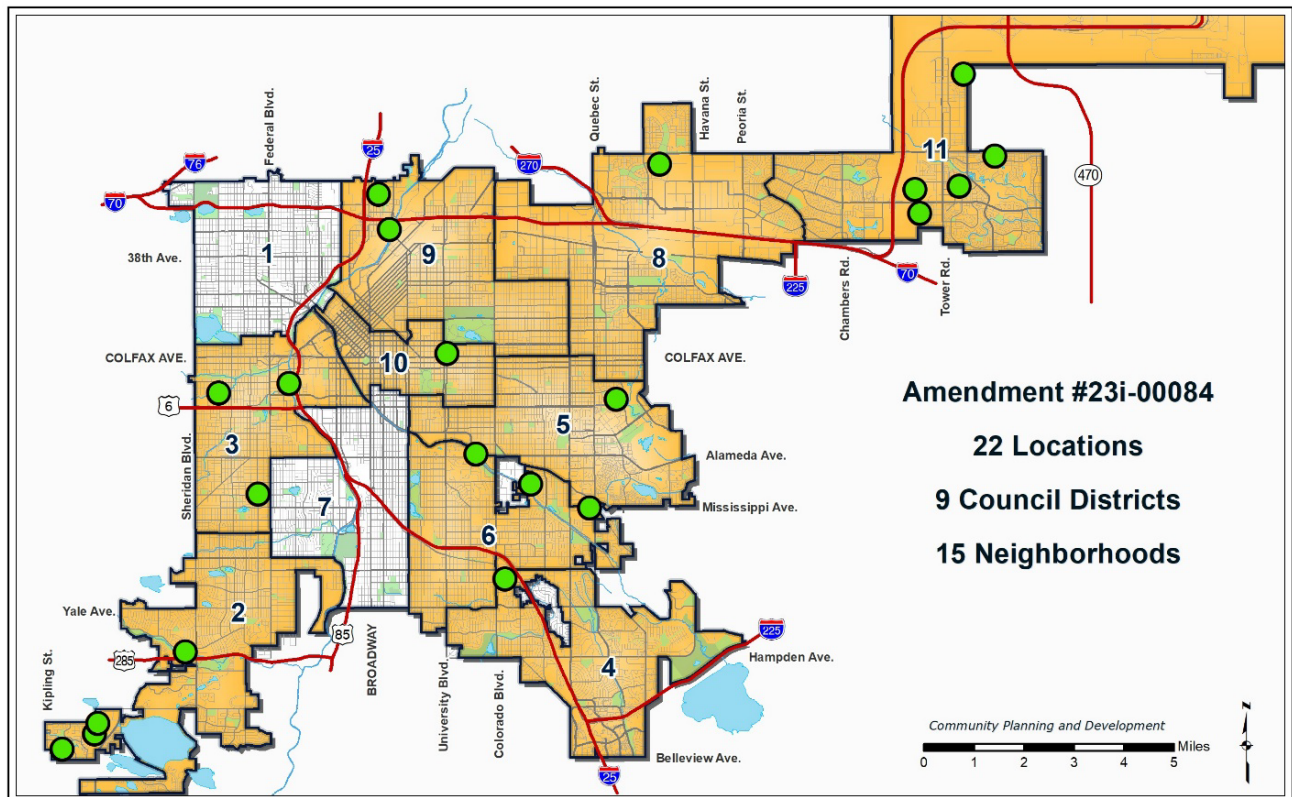 Federal Blvd.
Quebec St.
Havana St.
Peoria St.
76
25
270
11
470
70
38th Ave.
1
9
8
225
Chambers Rd.
70
Tower Rd.
COLFAX AVE.
10
COLFAX AVE.
6
3
5
Sheridan Blvd.
Alameda Ave.
7
Mississippi Ave.
6
Yale Ave.
2
285
85
BROADWAY
Kipling St.
University Blvd.
Colorado Blvd.
4
225
Hampden Ave.
Belleview Ave.
25
Amendment #23i-00084
22 Locations
9 Council Districts
15 Neighborhoods
Community Planning and Development
Miles
0 1 2 3 4 5
N